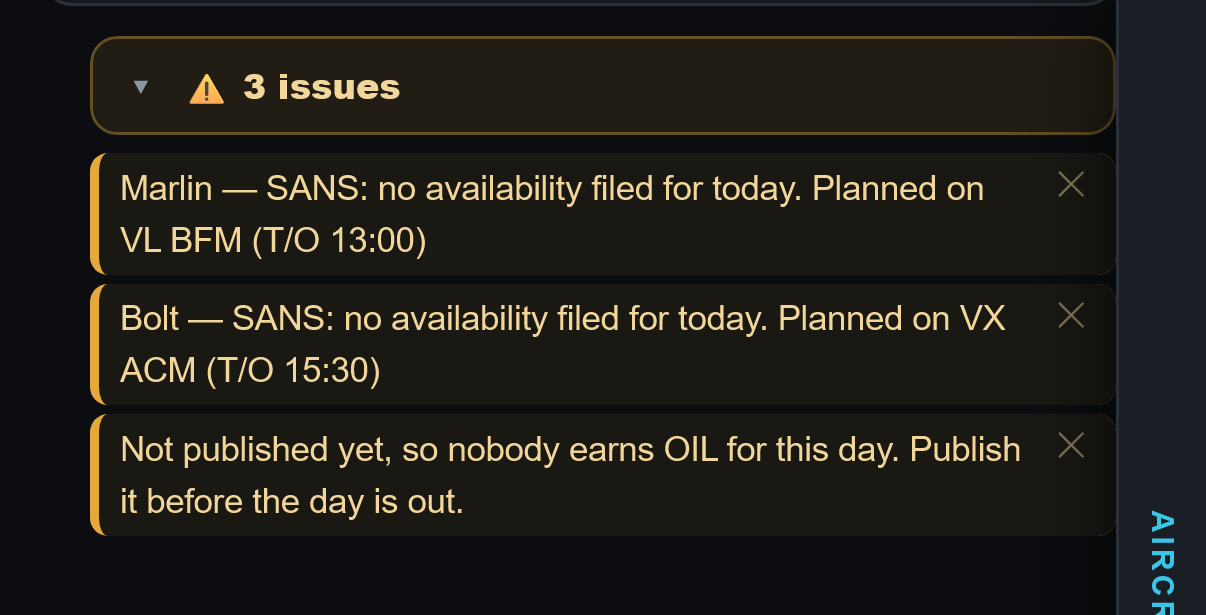 3 issues
Marlin — SANS: no availability filed for today. Planned on
VL BFM (T/O 13:00)
Bolt — SANS: no availability filed for today. Planned on VX
ACM (T/O 15:30)
Not published yet, so nobody earns OIL for this day. Publish
it before the day is out.